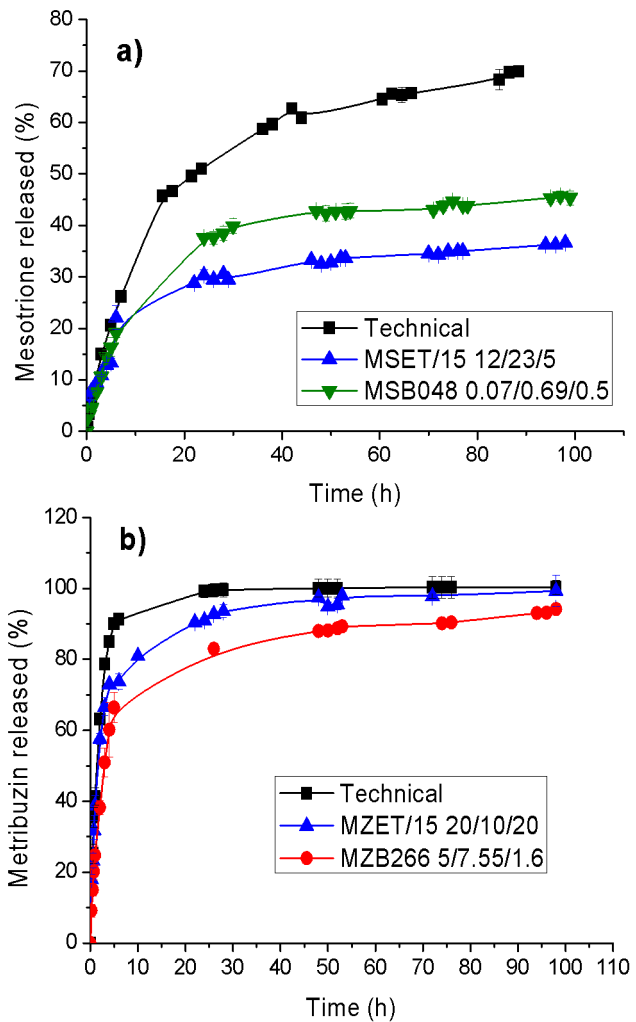 a)
Mesotrione released (%)
80
70
60
50
40
30
20
10
0
Technical
MSET/15 12/23/5
MSB048 0.07/0.69/0.5
0 20 40 60 80 100
Time (h)
b)
Metribuzin released (%)
120
100
80
60
40
20
0
Technical
MZET/15 20/10/20
MZB266 5/7.55/1.6
0 10 20 30 40 50 60 70 80 90 100 110
Time (h)